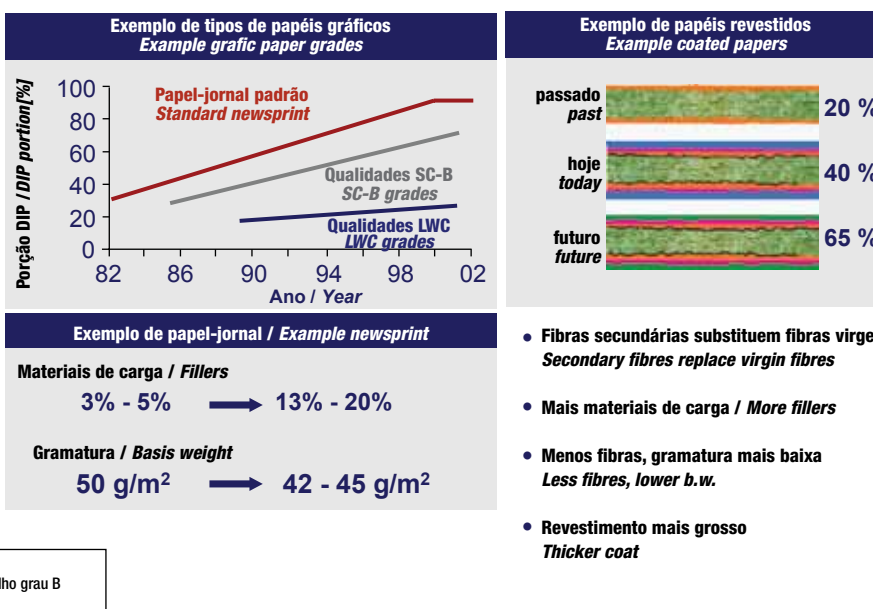 Exemplo de tipos de papéis gráficos
Example grafic paper grades
Porção DIP /DIP portion[%]
100
80
60
40
20
0
Papel-jornal padrão
Standard newsprint
Qualidades SC-B
SC-B grades
Qualidades LWC
LWC grades
82 86 90 94 98 02
Ano / Year
Exemplo de papéis revestidos
Example coated papers
passado
past
20 %
hoje
today
40 %
futuro
future
65 %
Exemplo de papel-jornal / Example newsprint
Materiais de carga / Fillers
3% - 5% → 13% - 20%
Gramatura / Basis weight
50 g/m² → 42 - 45 g/m²
• Fibras secundárias substituem fibras virge
Secondary fibres replace virgin fibres
• Mais materiais de carga / More fillers
• Menos fibras, gramatura mais baixa
Less fibres, lower b.w.
• Revestimento mais grosso
Thicker coat
lho grau B